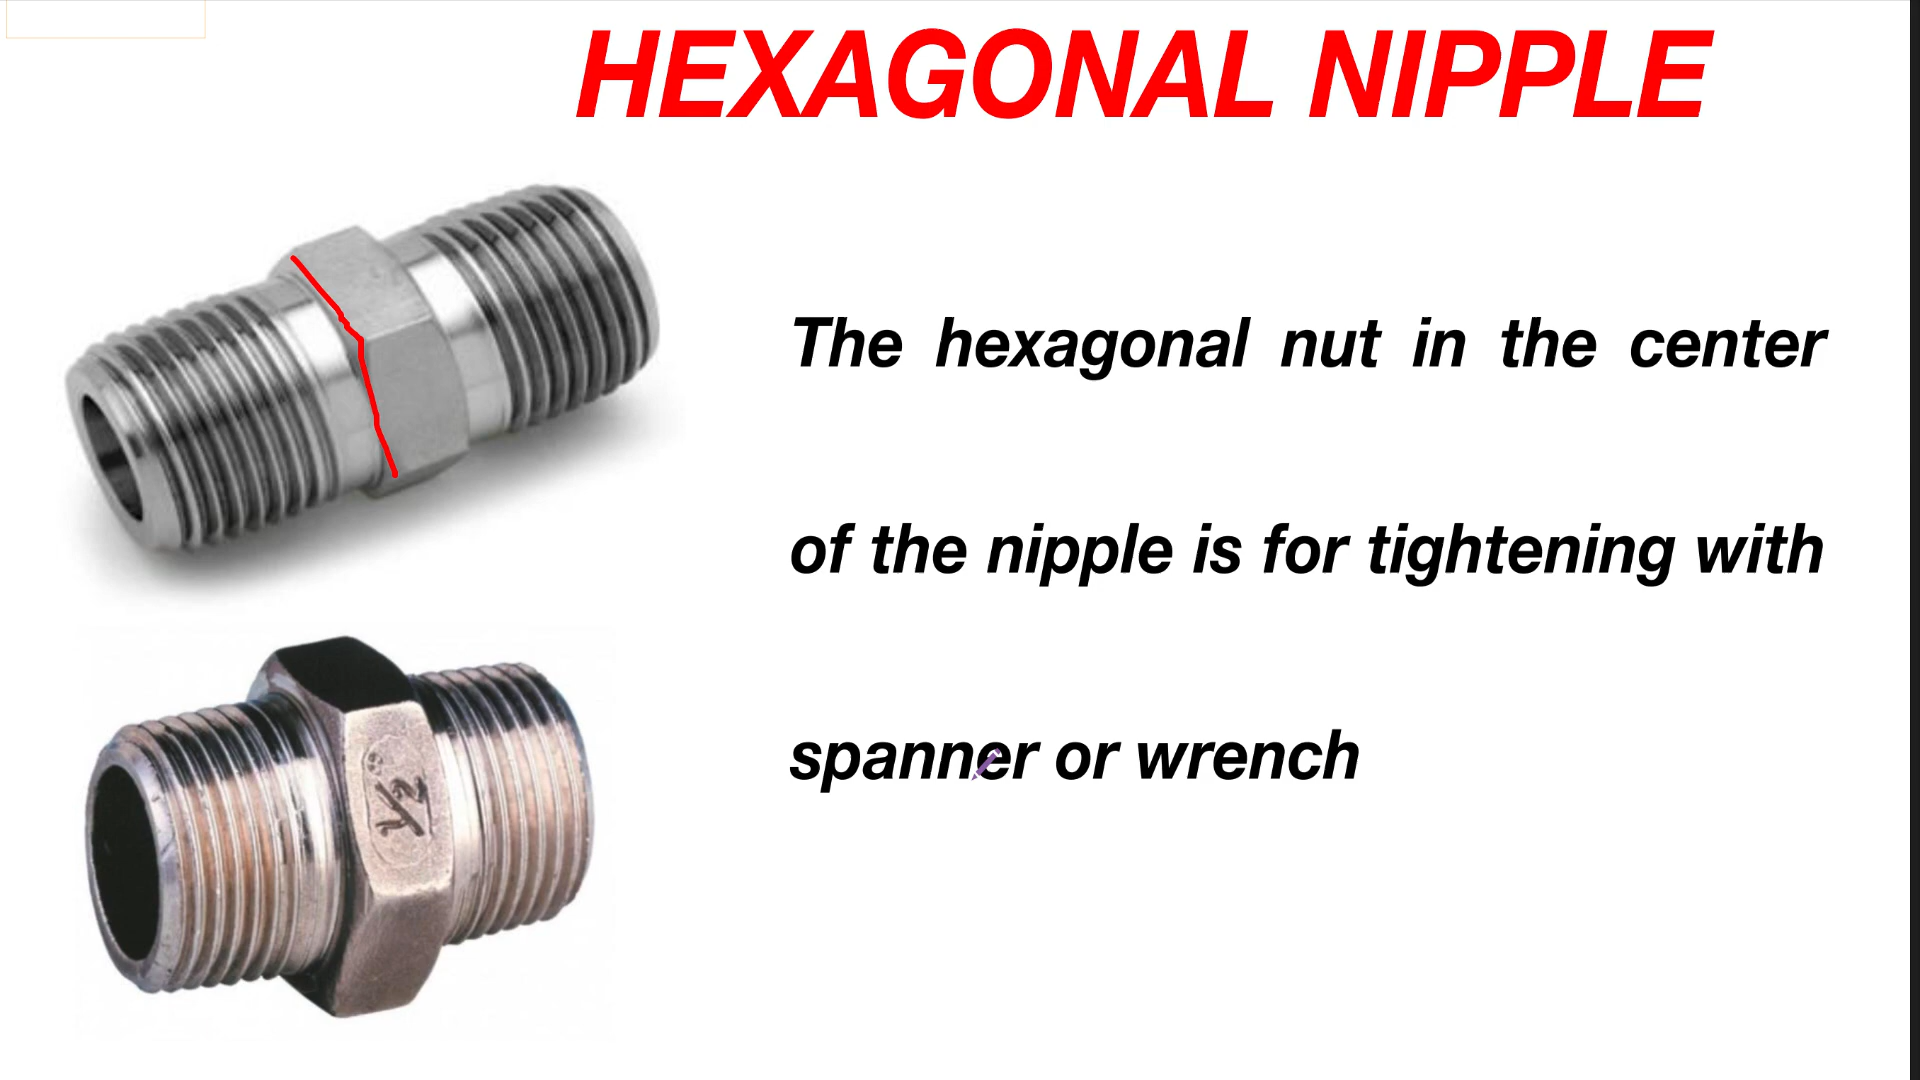 HEXAGONAL NIPPLE
The hexagonal nut in the center
of the nipple is for tightening with
spanner or wrench
1/2